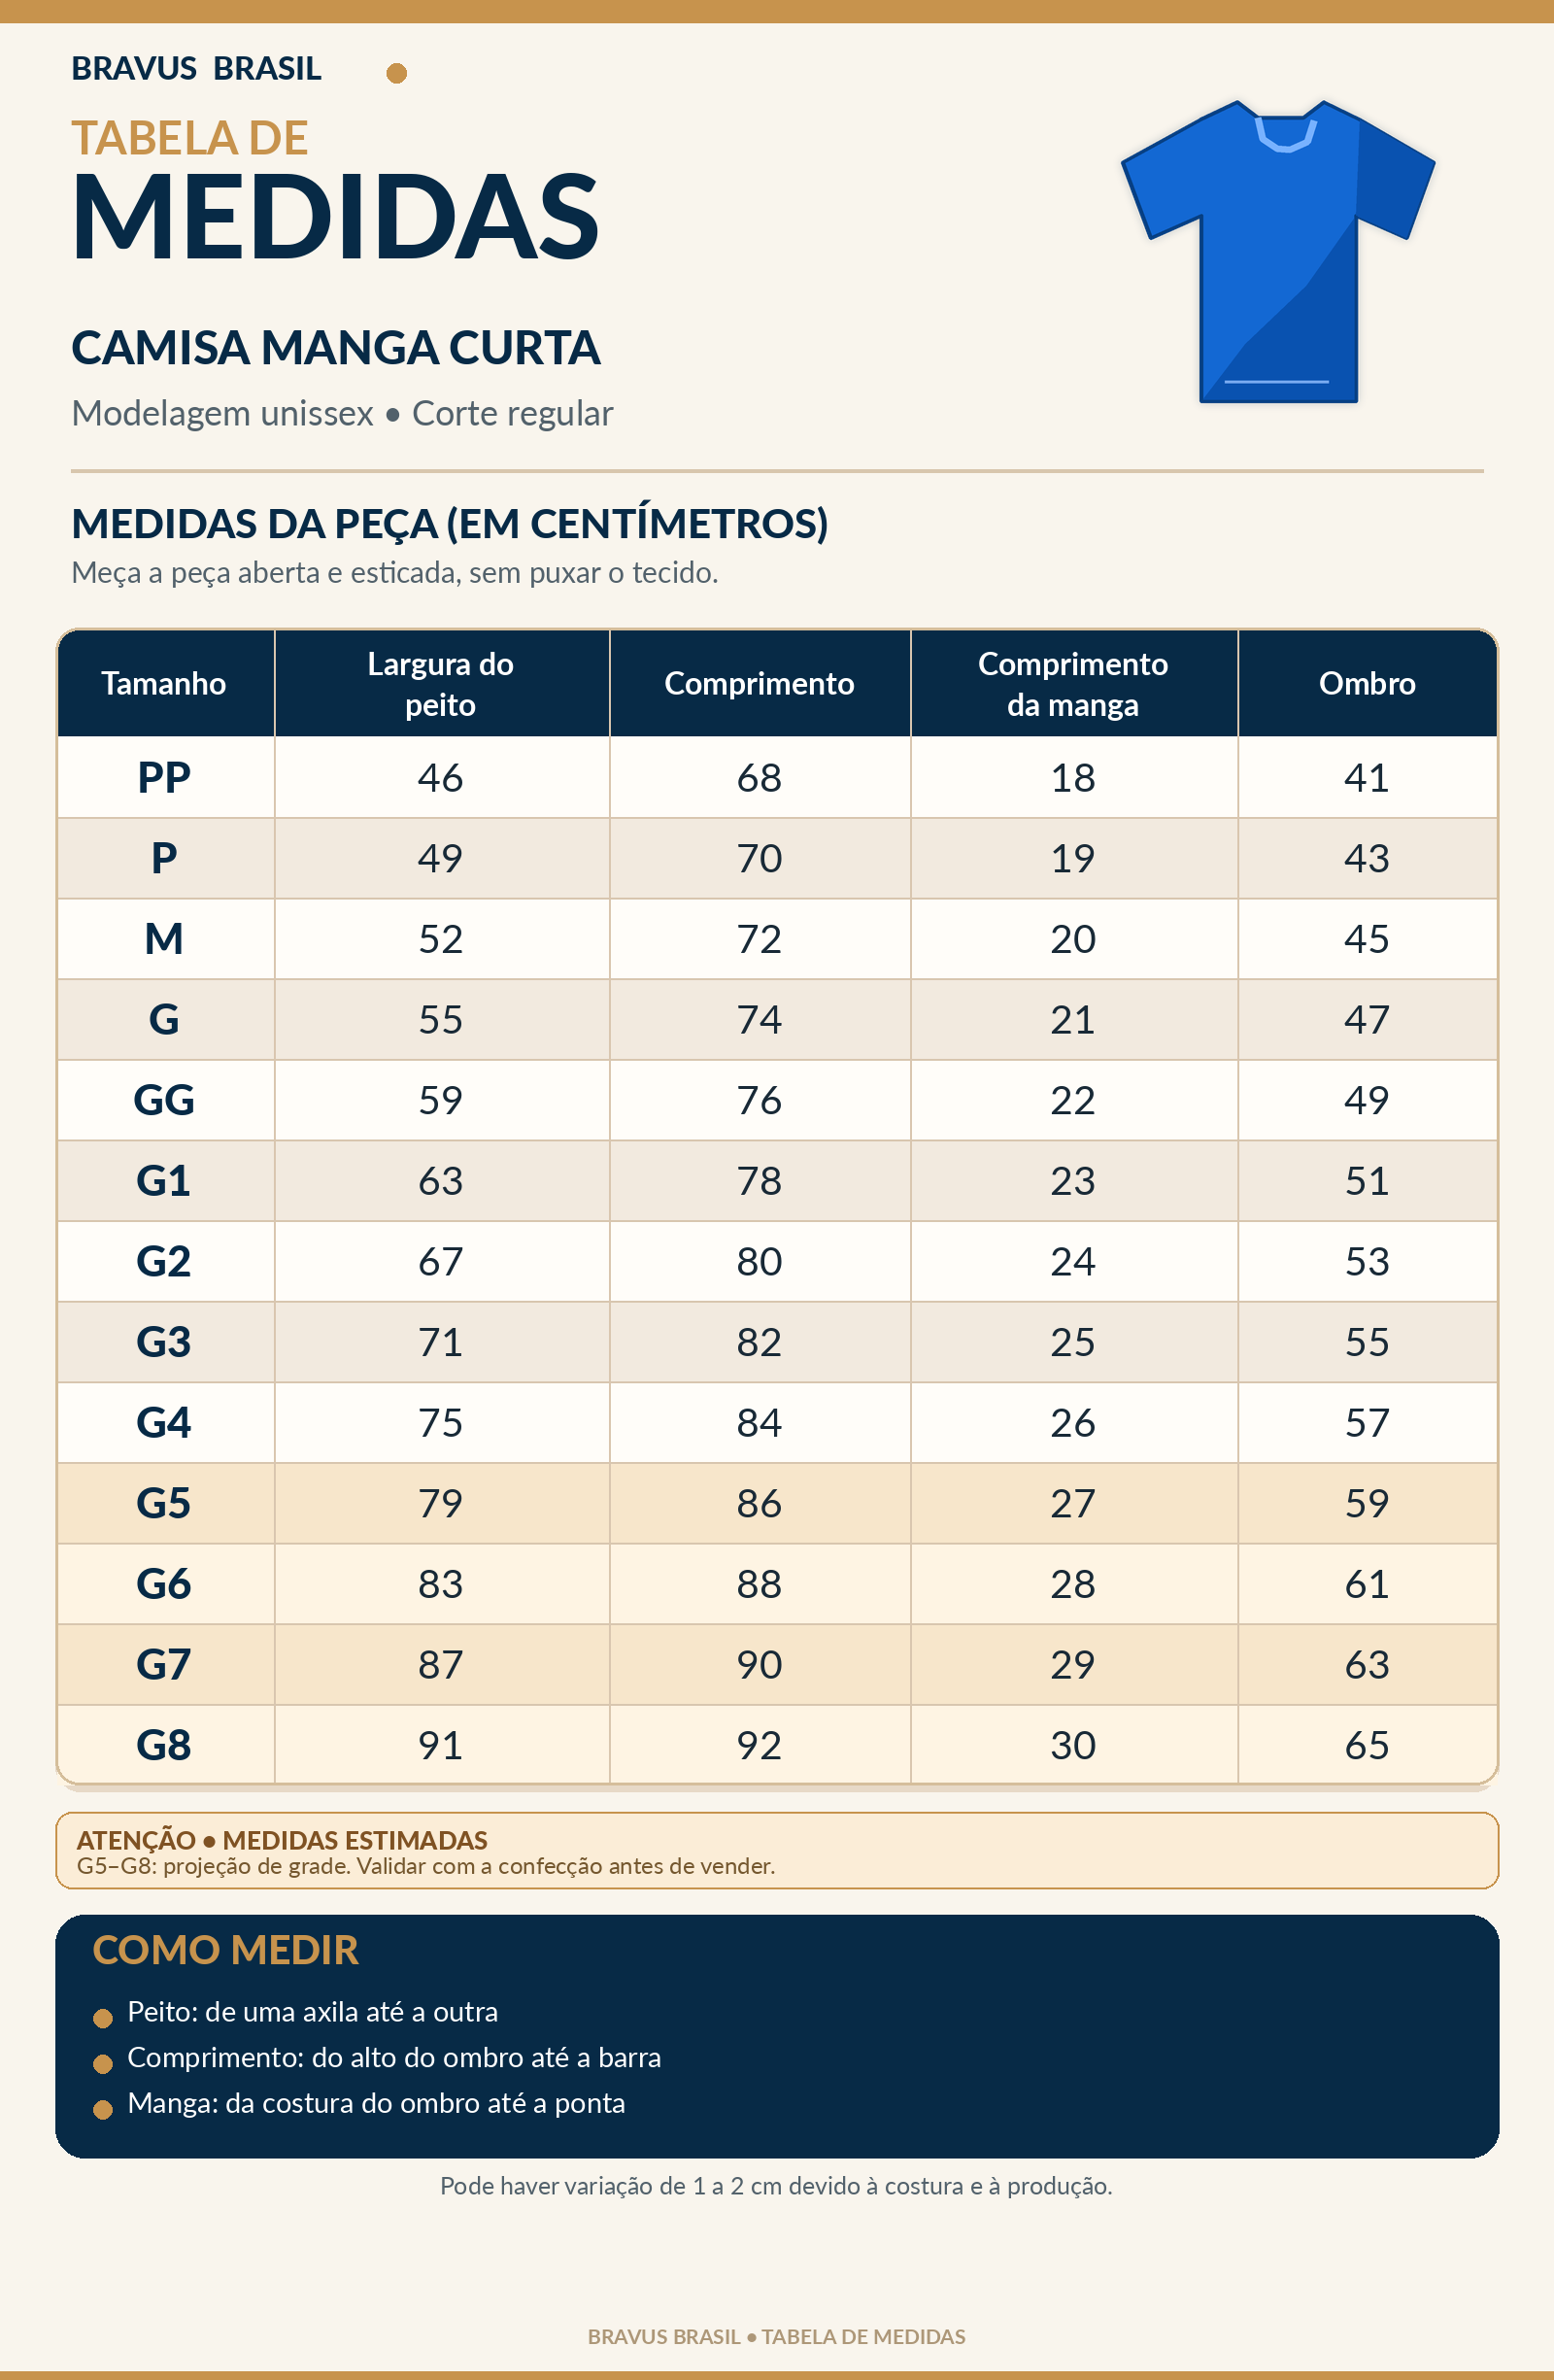 BRAVUS BRASIL
TABELA DE
MEDIDAS
CAMISA MANGA CURTA
Modelagem unissex • Corte regular
MEDIDAS DA PEÇA (EM CENTÍMETROS)
Meça a peça aberta e esticada, sem puxar o tecido.
Tamanho Largura do peito Comprimento Comprimento da manga Ombro
PP 46 68 18 41
P 49 70 19 43
M 52 72 20 45
G 55 74 21 47
GG 59 76 22 49
G1 63 78 23 51
G2 67 80 24 53
G3 71 82 25 55
G4 75 84 26 57
G5 79 86 27 59
G6 83 88 28 61
G7 87 90 29 63
G8 91 92 30 65
ATENÇÃO • MEDIDAS ESTIMADAS
G5–G8: projeção de grade. Validar com a confecção antes de vender.
COMO MEDIR
Peito: de uma axila até a outra
Comprimento: do alto do ombro até a barra
Manga: da costura do ombro até a ponta
Pode haver variação de 1 a 2 cm devido à costura e à produção.
BRAVUS BRASIL • TABELA DE MEDIDAS